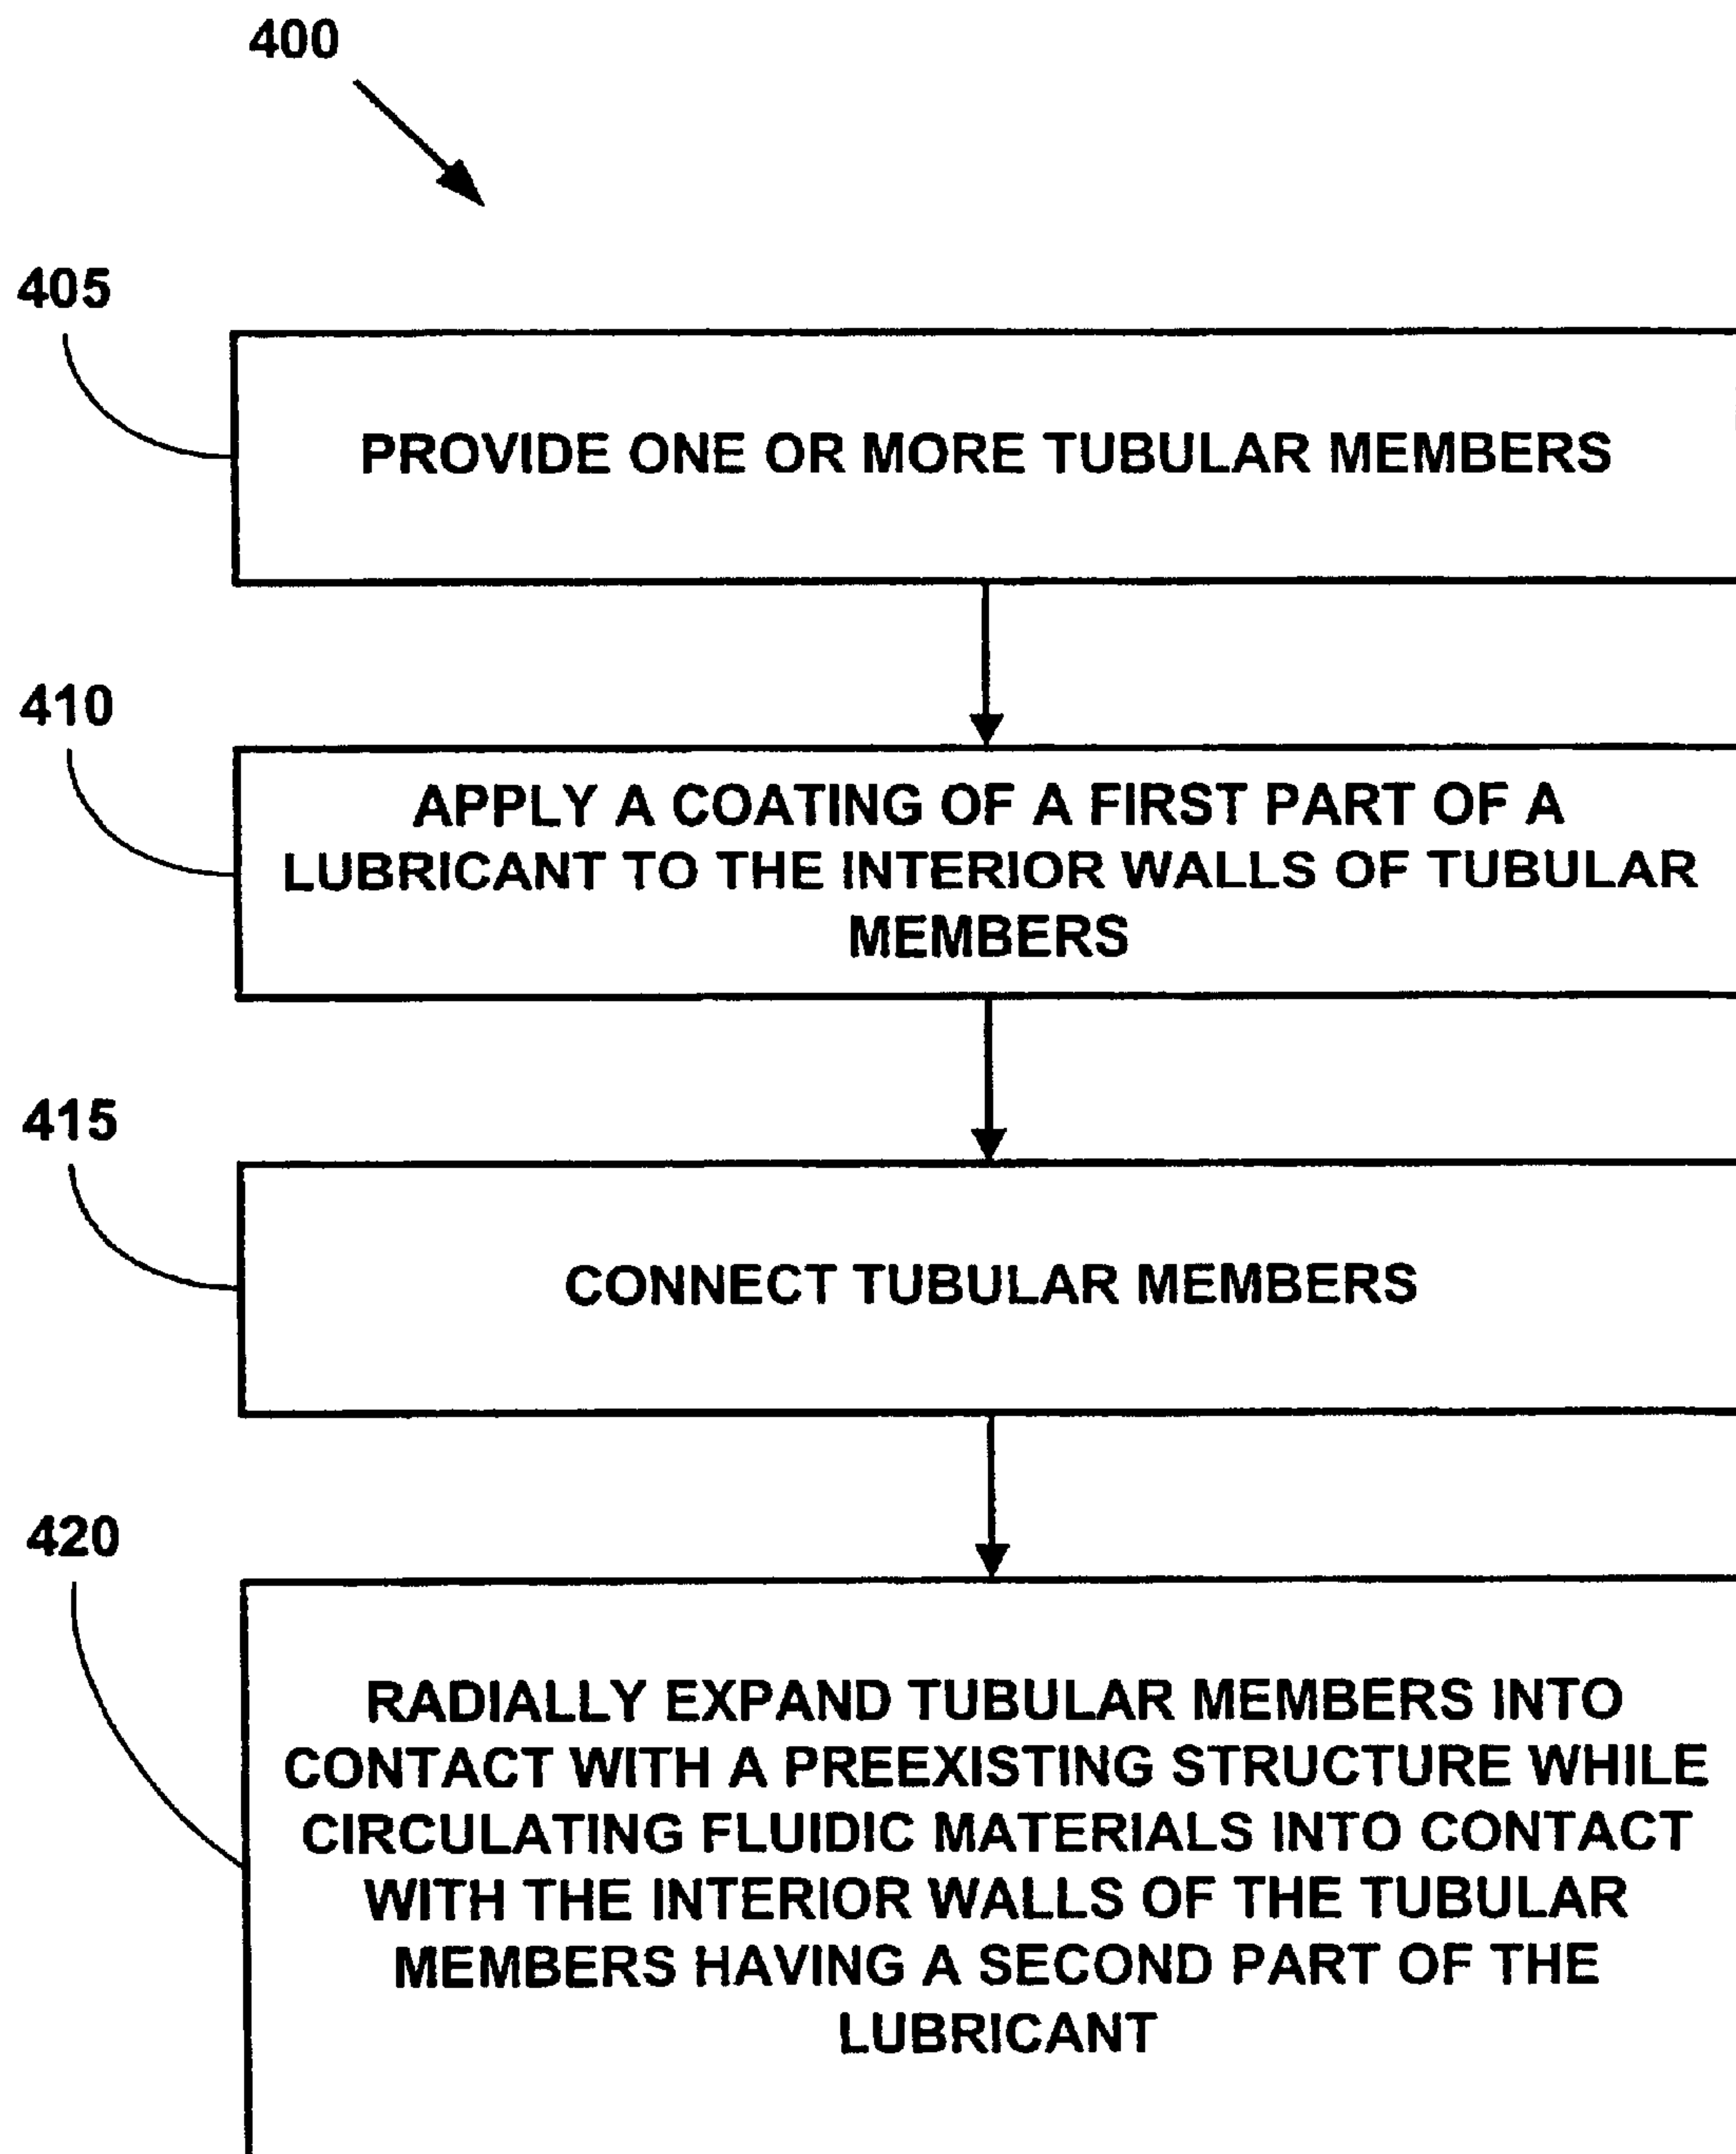 400
405
PROVIDE ONE OR MORE TUBULAR MEMBERS
410
APPLY A COATING OF A FIRST PART OF A
LUBRICANT TO THE INTERIOR WALLS OF TUBULAR
MEMBERS
415
CONNECT TUBULAR MEMBERS
420
RADIALLY EXPAND TUBULAR MEMBERS INTO
CONTACT WITH A PREEXISTING STRUCTURE WHILE
CIRCULATING FLUIDIC MATERIALS INTO CONTACT
WITH THE INTERIOR WALLS OF THE TUBULAR
MEMBERS HAVING A SECOND PART OF THE
LUBRICANT